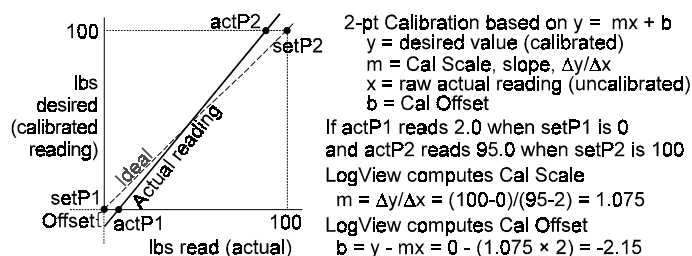 actP2
100
setP2
lbs
desired
(calibrated
reading)
Ideal
Actual reading
setP1
Offset
actP1
100
lbs read (actual)
2-pt Calibration based on y = mx + b
y = desired value (calibrated)
m = Cal Scale, slope, Δy/Δx
x = raw actual reading (uncalibrated)
b = Cal Offset
If actP1 reads 2.0 when setP1 is 0
and actP2 reads 95.0 when setP2 is 100
LogView computes Cal Scale
m = Δy/Δx = (100-0)/(95-2) = 1.075
LogView computes Cal Offset
b = y - mx = 0 - (1.075 × 2) = -2.15